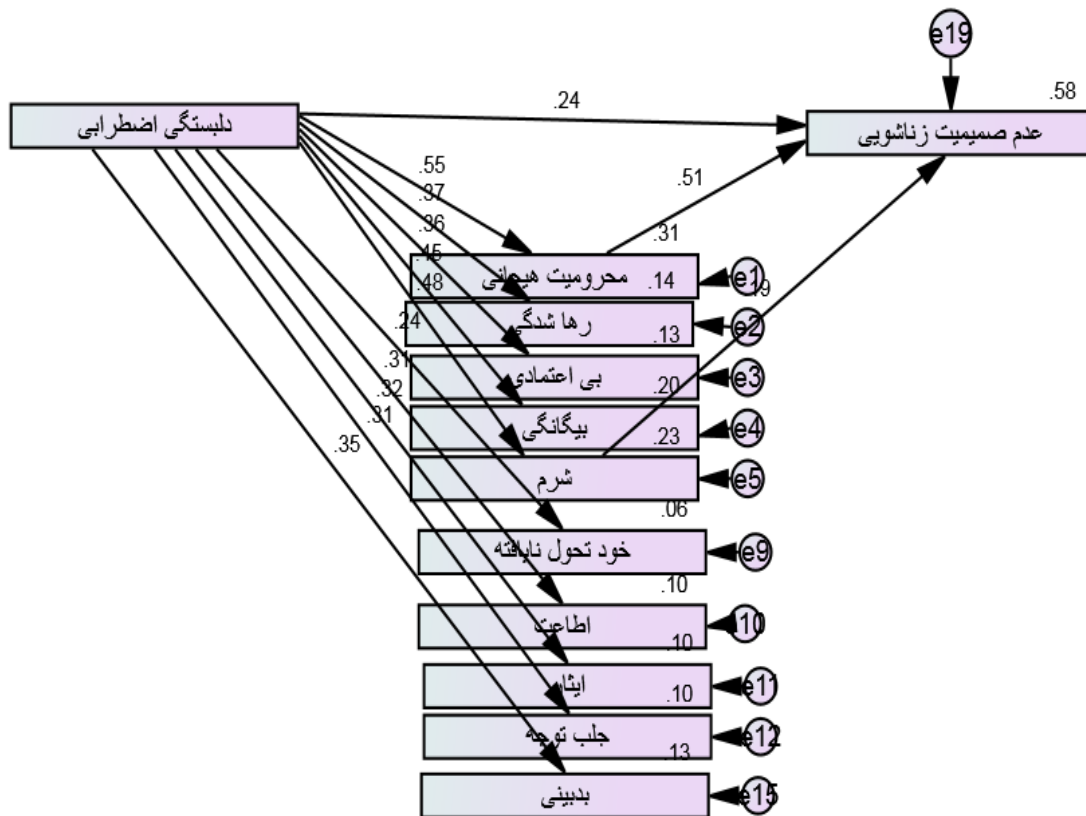 e19
.58
.24
دلبستگی اضطرابی
عدم صمیمیت زناشویی
.55
.37
.36
.45
.48
.51
.31
محرومیت هیجانی
.14
e1
.19
رها شدگی
.13
e2
بی اعتمادی
.20
e3
بیگانگی
.23
e4
شرم
e5
.24
.31
.32
.31
.35
.06
خود تحول نایافته
e9
.10
اطاعت
.10
e10
ایثار
.10
e11
جلب توجه
.13
e12
بدبینی
e15